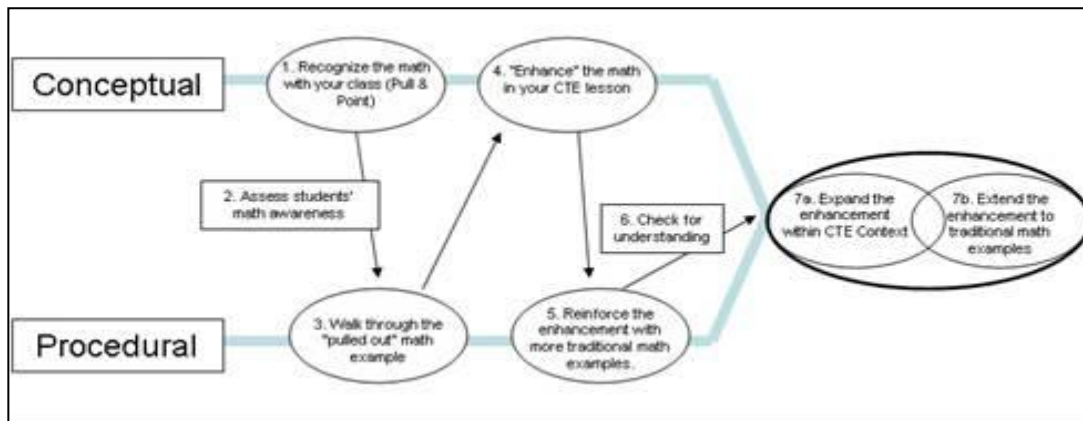 Conceptual
1. Recognize the math
with your class (Pull &
Point)
4. "Enhance" the math
in your CTE lesson
2. Assess students'
math awareness
6. Check for
understanding
7a. Expand the
enhancement
within CTE Context
7b. Extend the
enhancement to
traditional math
examples
Procedural
3. Walk through the
"pulled out" math
example
5. Reinforce the
enhancement with
more traditional math
examples.